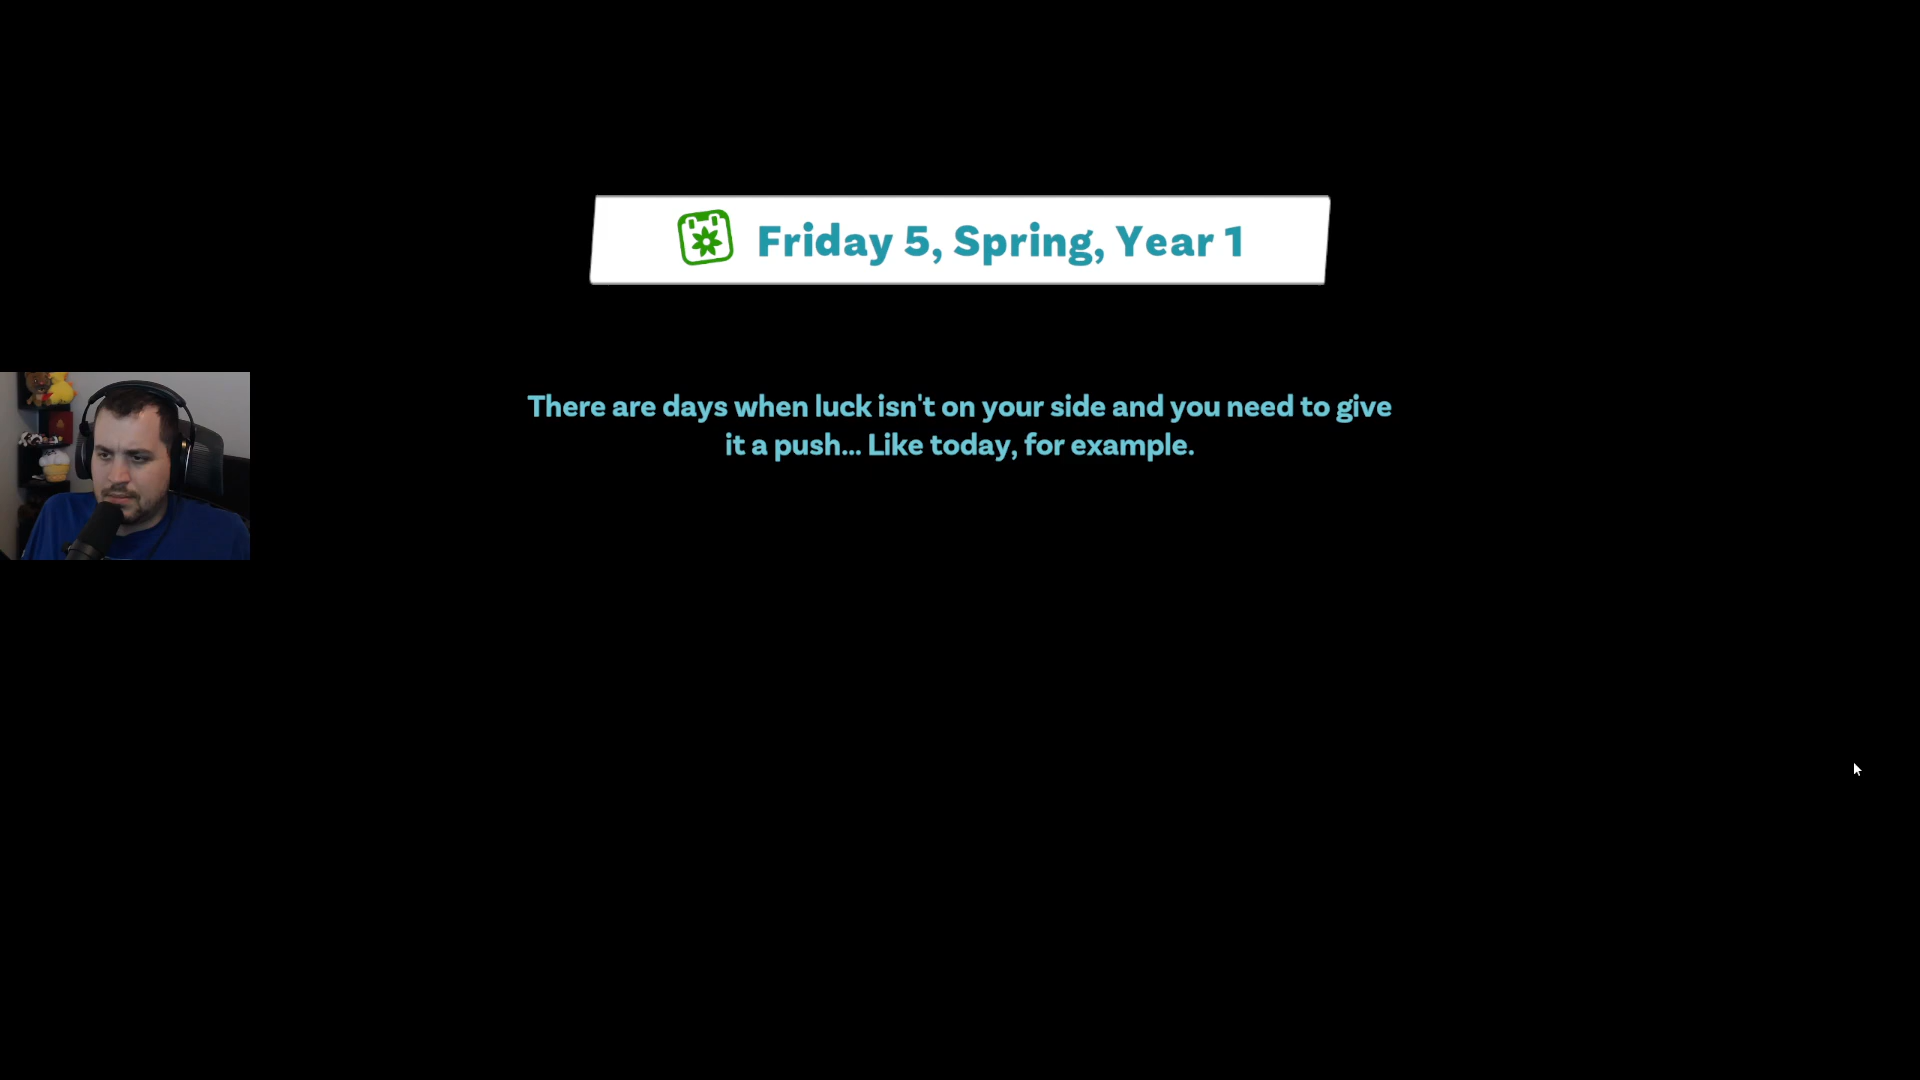 Friday 5, Spring, Year 1
There are days when luck isn't on your side and you need to give
it a push... Like today, for example.